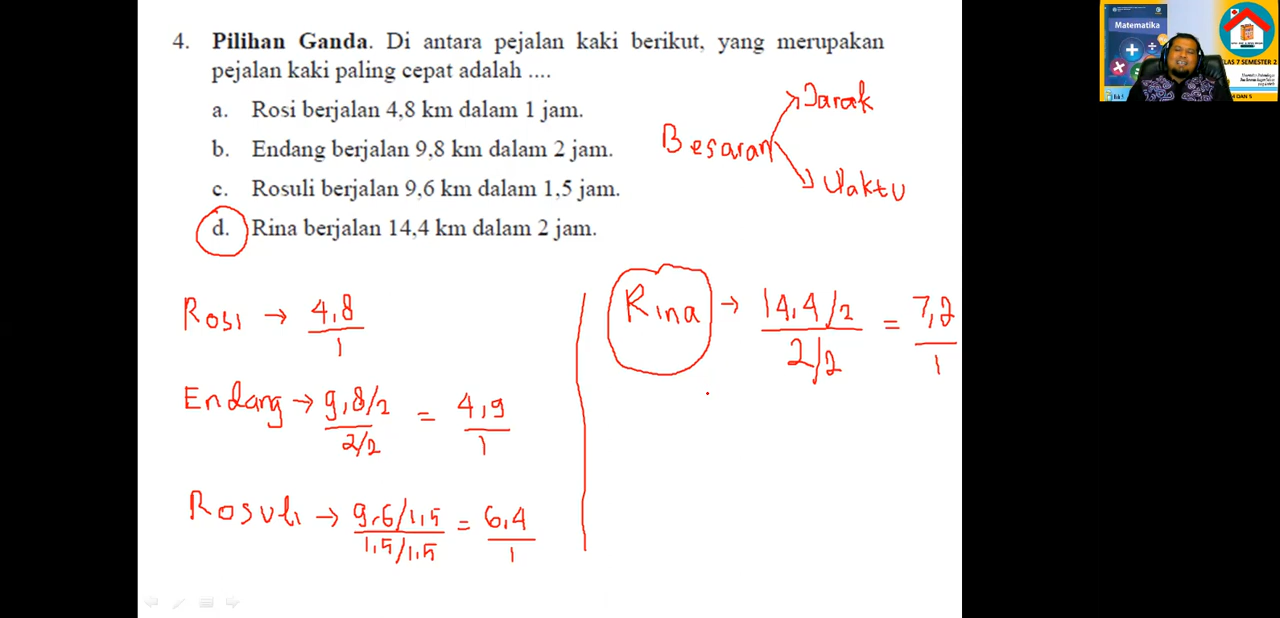 4. Pilihan Ganda. Di antara pejalan kaki berikut, yang merupakan
pejalan kaki paling cepat adalah ....
a. Rosi berjalan 4,8 km dalam 1 jam.
b. Endang berjalan 9,8 km dalam 2 jam.
c. Rosuli berjalan 9,6 km dalam 1,5 jam.
d. Rina berjalan 14,4 km dalam 2 jam.
Besaran
Jarak
Waktu
Rosi → 4,8
1
Endang → 9,8/2 = 4,9
2/2 1
Rosuli → 9,6/1,5 = 6,4
1,5/1,5 1
Rina → 14,4/2 = 7,2
2/2 1
Matematika
KELAS 7 SEMESTER 2